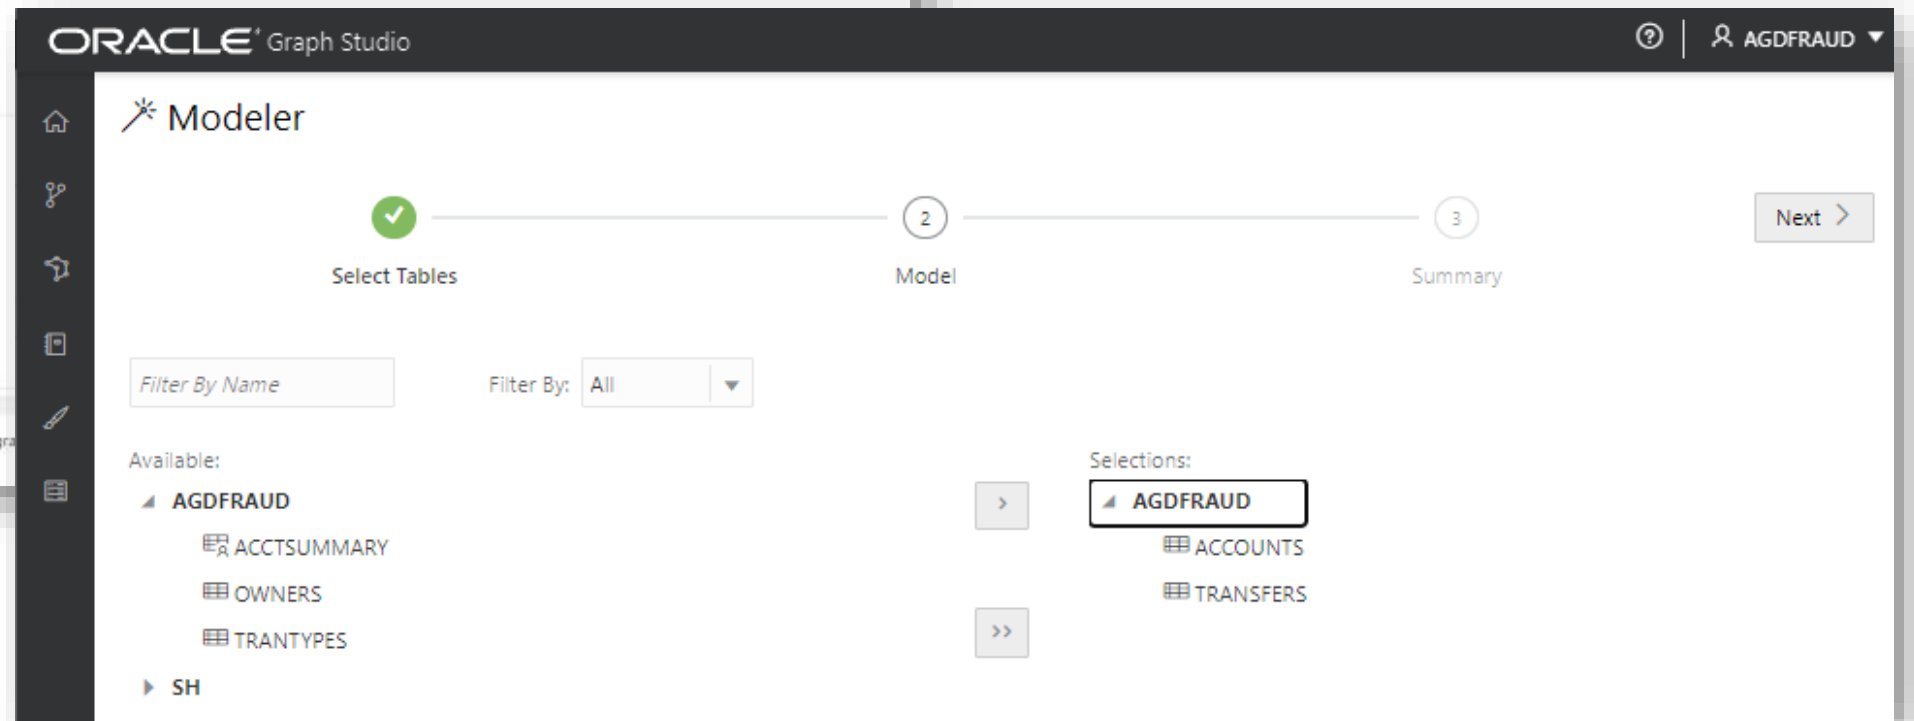 ORACLE Graph Studio
AGDFRAUD
Modeler
2
3
Next
Select Tables
Model
Summary
Filter By Name
Filter By: All
Available:
Selections:
AGDFRAUD
AGDFRAUD
ACCTSUMMARY
ACCOUNTS
OWNERS
TRANSFERS
TRANTYPES
SH